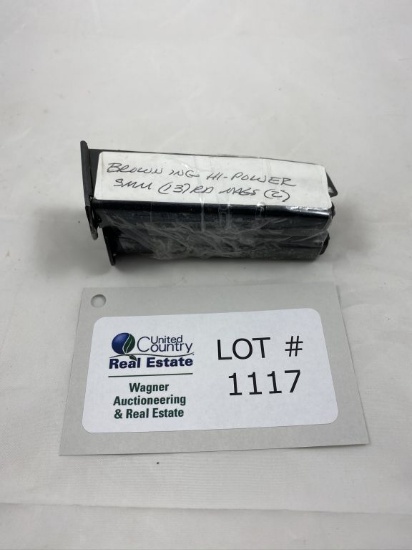 BROWNING HI-POWER
9MM (13) RD MAGS (2)
United
Country
Real Estate
Wagner
Auctioneering
& Real Estate
LOT #
1117